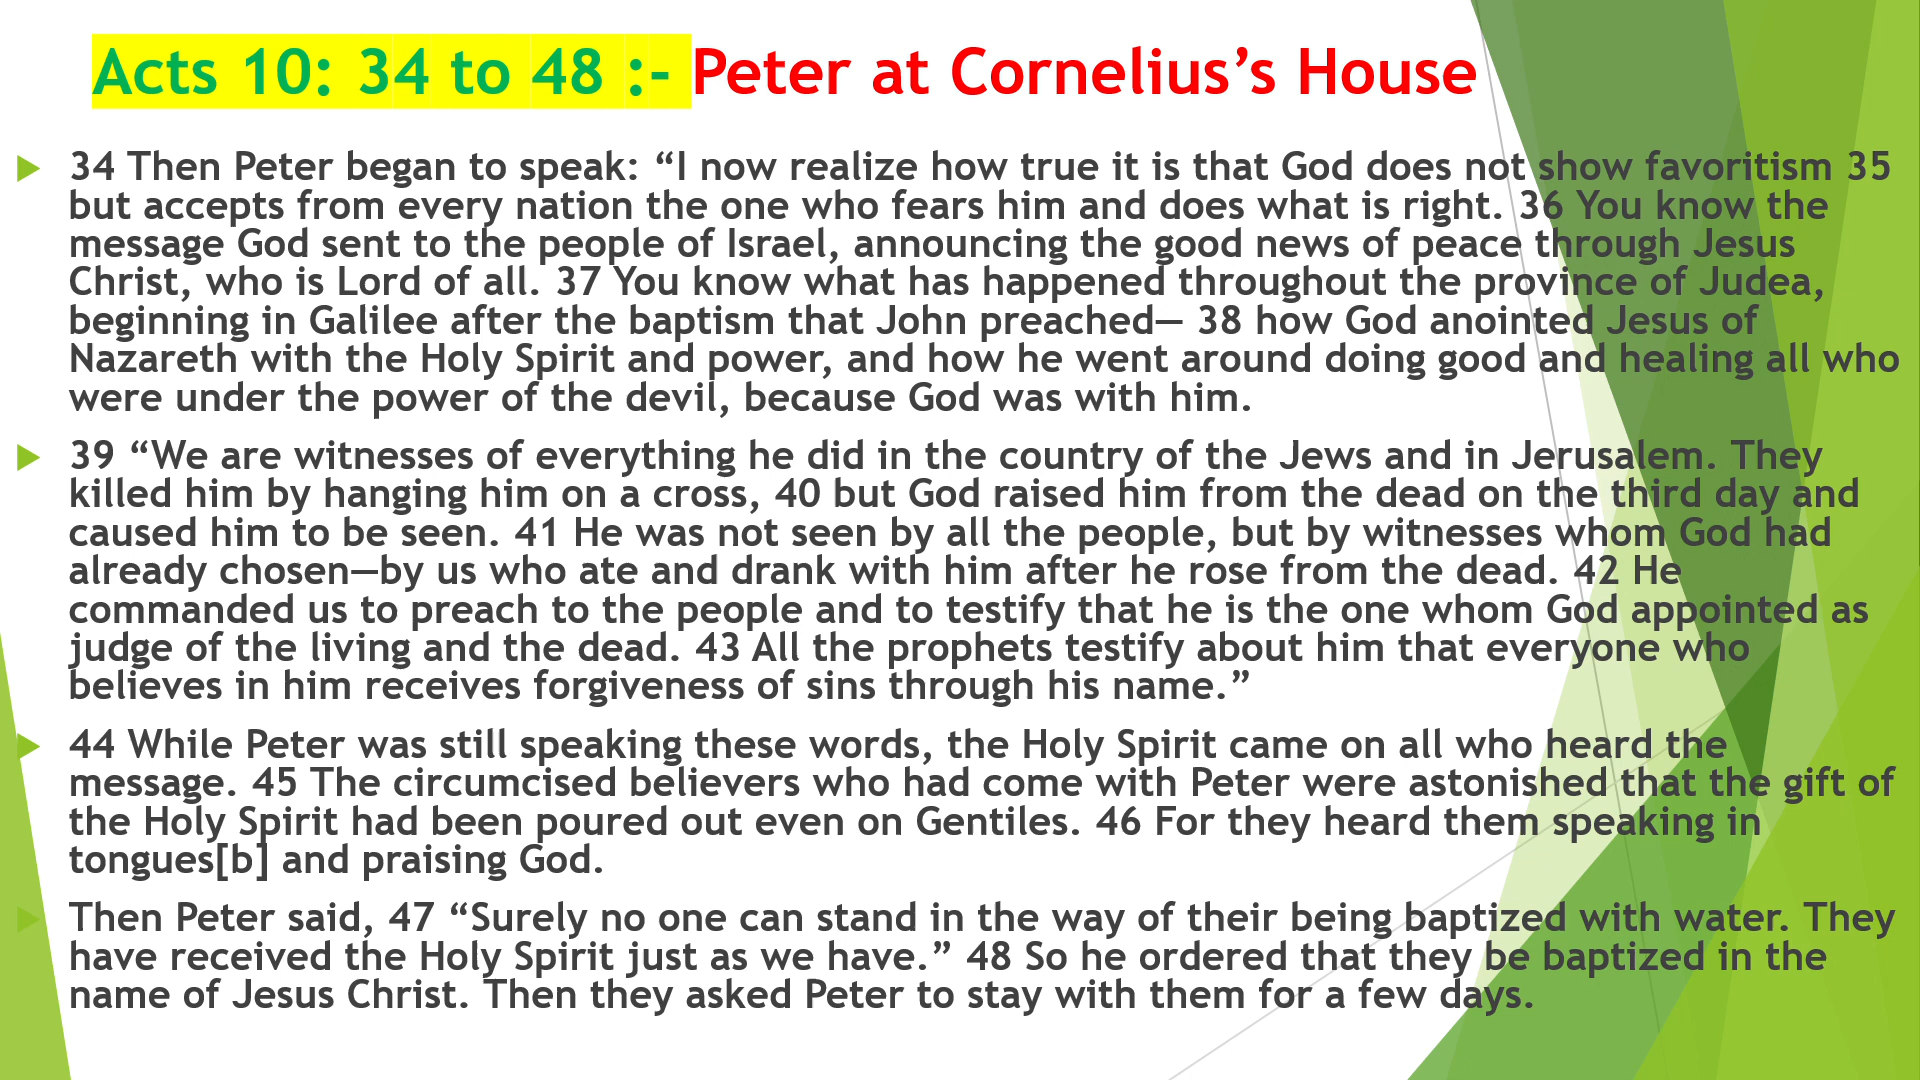 Acts 10: 34 to 48 :- Peter at Cornelius’s House
34 Then Peter began to speak: “I now realize how true it is that God does not show favoritism 35
but accepts from every nation the one who fears him and does what is right. 36 You know the
message God sent to the people of Israel, announcing the good news of peace through Jesus
Christ, who is Lord of all. 37 You know what has happened throughout the province of Judea,
beginning in Galilee after the baptism that John preached— 38 how God anointed Jesus of
Nazareth with the Holy Spirit and power, and how he went around doing good and healing all who
were under the power of the devil, because God was with him.
39 “We are witnesses of everything he did in the country of the Jews and in Jerusalem. They
killed him by hanging him on a cross, 40 but God raised him from the dead on the third day and
caused him to be seen. 41 He was not seen by all the people, but by witnesses whom God had
already chosen—by us who ate and drank with him after he rose from the dead. 42 He
commanded us to preach to the people and to testify that he is the one whom God appointed as
judge of the living and the dead. 43 All the prophets testify about him that everyone who
believes in him receives forgiveness of sins through his name.”
44 While Peter was still speaking these words, the Holy Spirit came on all who heard the
message. 45 The circumcised believers who had come with Peter were astonished that the gift of
the Holy Spirit had been poured out even on Gentiles. 46 For they heard them speaking in
tongues[b] and praising God.
Then Peter said, 47 “Surely no one can stand in the way of their being baptized with water. They
have received the Holy Spirit just as we have.” 48 So he ordered that they be baptized in the
name of Jesus Christ. Then they asked Peter to stay with them for a few days.